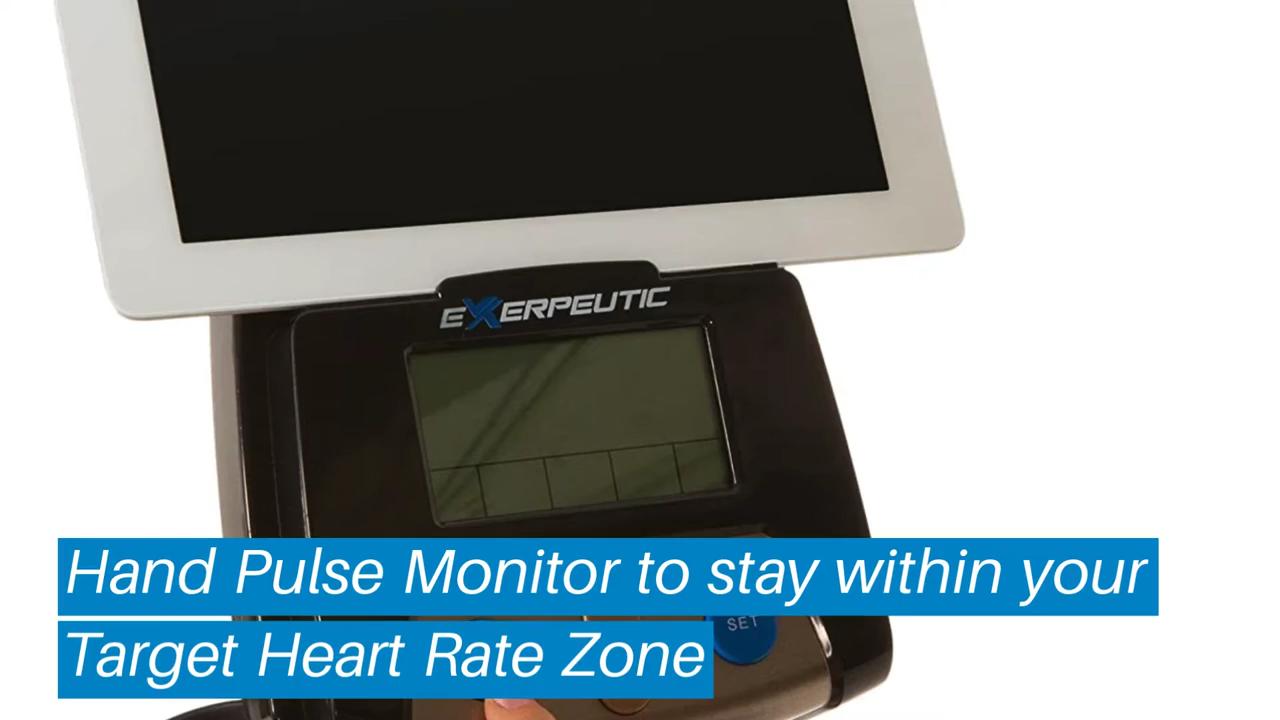 EXERPEUTIC
Hand Pulse Monitor to stay within your
SET
Target Heart Rate Zone